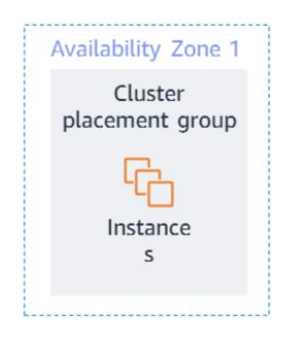 Availability Zone 1
Cluster
placement group
Instance
s